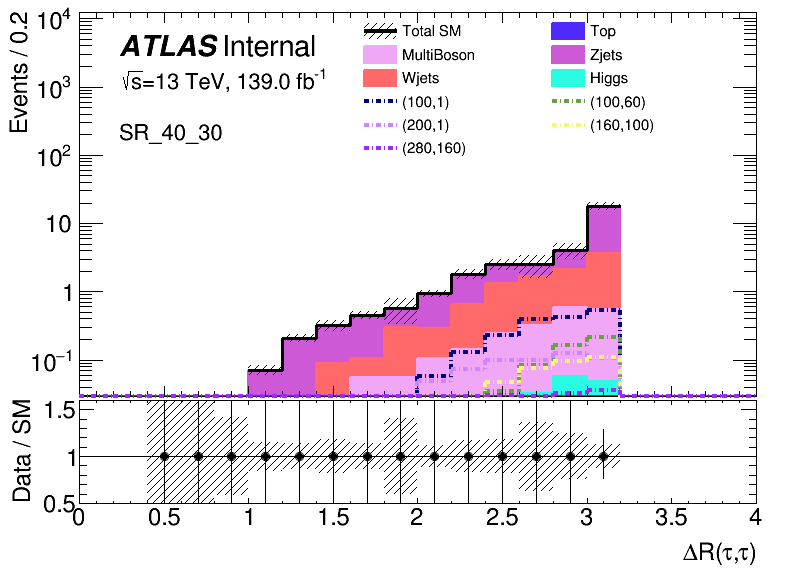 Events / 0.2
10⁴
10³
10²
10
1
10⁻¹
ATLAS Internal
√s=13 TeV, 139.0 fb⁻¹
SR_40_30
Total SM
Top
MultiBoson
Zjets
Wjets
Higgs
(100,1)
(100,60)
(200,1)
(160,100)
(280,160)
Data / SM
1.5
1
0.5
0 0.5 1 1.5 2 2.5 3 3.5 4
ΔR(τ,τ)